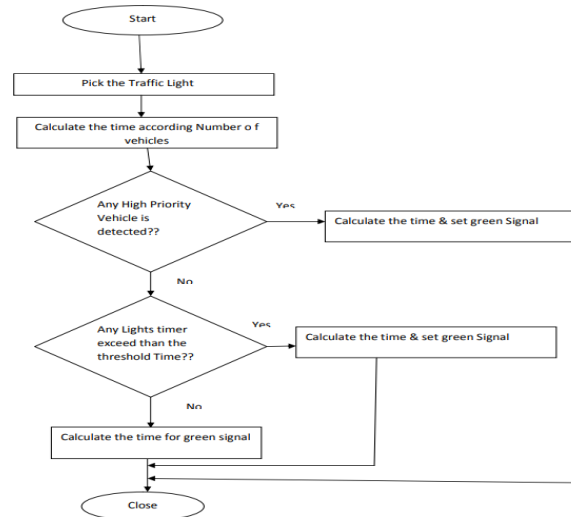 Start
Pick the Traffic Light
Calculate the time according Number o f
vehicles
Any High Priority
Vehicle is
detected??
Yes
Calculate the time & set green Signal
No
Any Lights timer
exceed than the
threshold Time??
Yes
Calculate the time & set green Signal
No
Calculate the time for green signal
Close